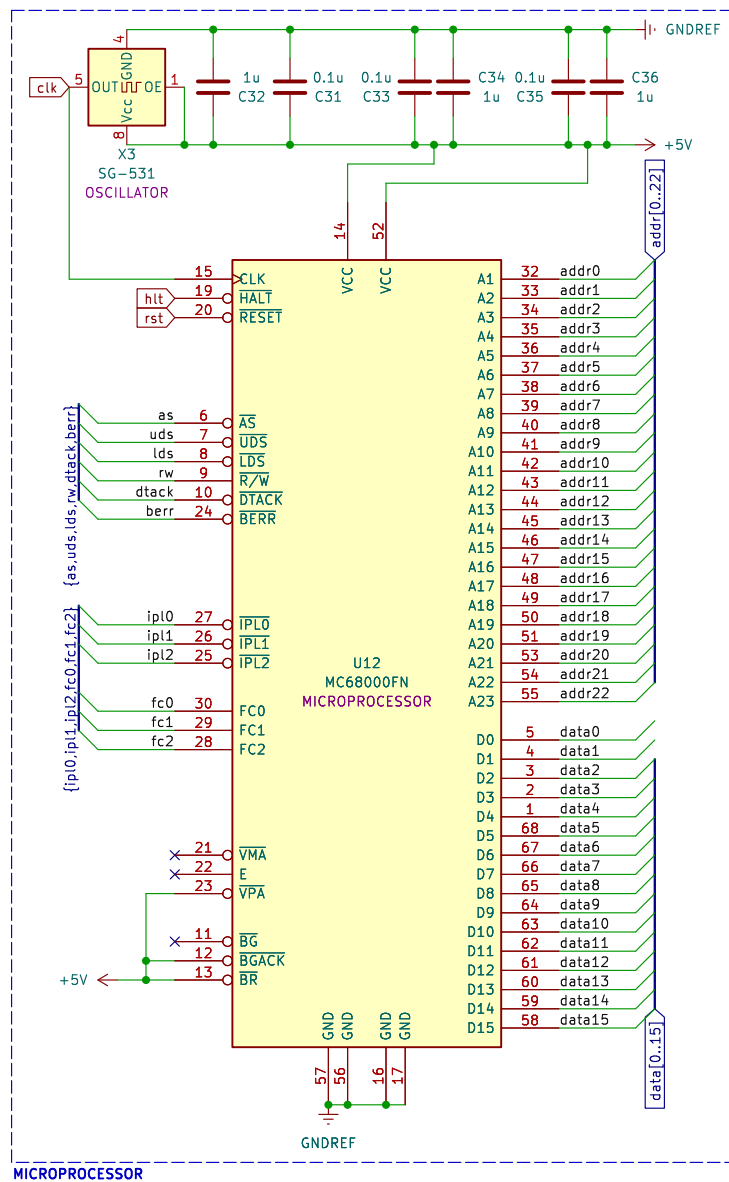 GNDREF
4
GND
clk
5
OUT
OE
1
Vcc
8
X3
SG-531
OSCILLATOR
1u
C32
0.1u
C31
0.1u
C33
C34
1u
0.1u
C35
C36
1u
+5V
addr[0..22]
14
52
VCC
VCC
15 CLK
hlt 19 HALT
rst 20 RESET
{as,uds,lds,rw,dtack,berr}
as 6 AS
uds 7 UDS
lds 8 LDS
rw 9 R/W
dtack 10 DTACK
berr 24 BERR
{ipl0,ipl1,ipl2,fc0,fc1,fc2}
ipl0 27 IPL0
ipl1 26 IPL1
ipl2 25 IPL2
fc0 30 FC0
fc1 29 FC1
fc2 28 FC2
21 VMA
22 E
23 VPA
11 BG
12 BGACK
+5V 13 BR
U12
MC68000FN
MICROPROCESSOR
A1 32 addr0
A2 33 addr1
A3 34 addr2
A4 35 addr3
A5 36 addr4
A6 37 addr5
A7 38 addr6
A8 39 addr7
A9 40 addr8
A10 41 addr9
A11 42 addr10
A12 43 addr11
A13 44 addr12
A14 45 addr13
A15 46 addr14
A16 47 addr15
A17 48 addr16
A18 49 addr17
A19 50 addr18
A20 51 addr19
A21 53 addr20
A22 54 addr21
A23 55 addr22
D0 5 data0
D1 4 data1
D2 3 data2
D3 2 data3
D4 1 data4
D5 68 data5
D6 67 data6
D7 66 data7
D8 65 data8
D9 64 data9
D10 63 data10
D11 62 data11
D12 61 data12
D13 60 data13
D14 59 data14
D15 58 data15
data[0..15]
GND
GND
GND
GND
57
56
16
17
GNDREF
MICROPROCESSOR